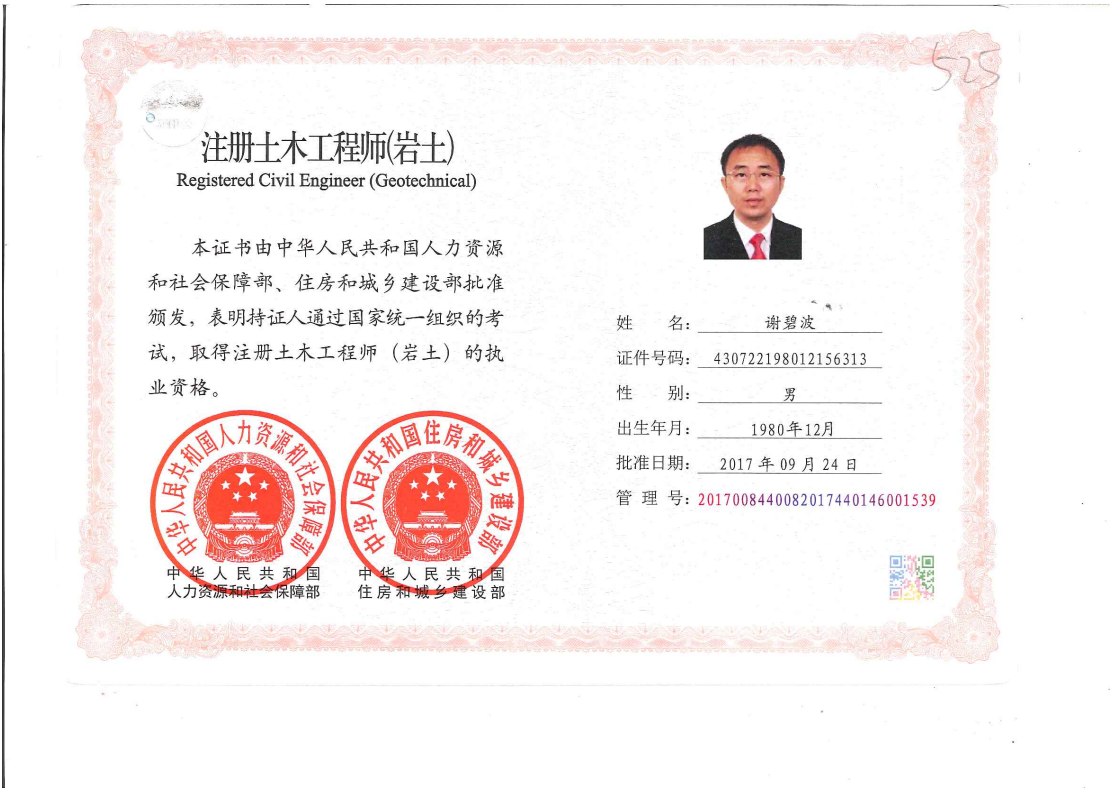 525
注册土木工程师(岩土)
Registered Civil Engineer (Geotechnical)
本证书由中华人民共和国人力资源
和社会保障部、住房和城乡建设部批准
颁发，表明持证人通过国家统一组织的考
试，取得注册土木工程师（岩土）的执
业资格。
中华人民共和国人力资源和社会保障部
中华人民共和国
人力资源和社会保障部
中华人民共和国住房和城乡建设部
中华人民共和国
住房和城乡建设部
姓 名： 谢碧波
证件号码： 430722198012156313
性 别： 男
出生年月： 1980年12月
批准日期： 2017年09月24日
管 理 号： 2017008440082017440146001539